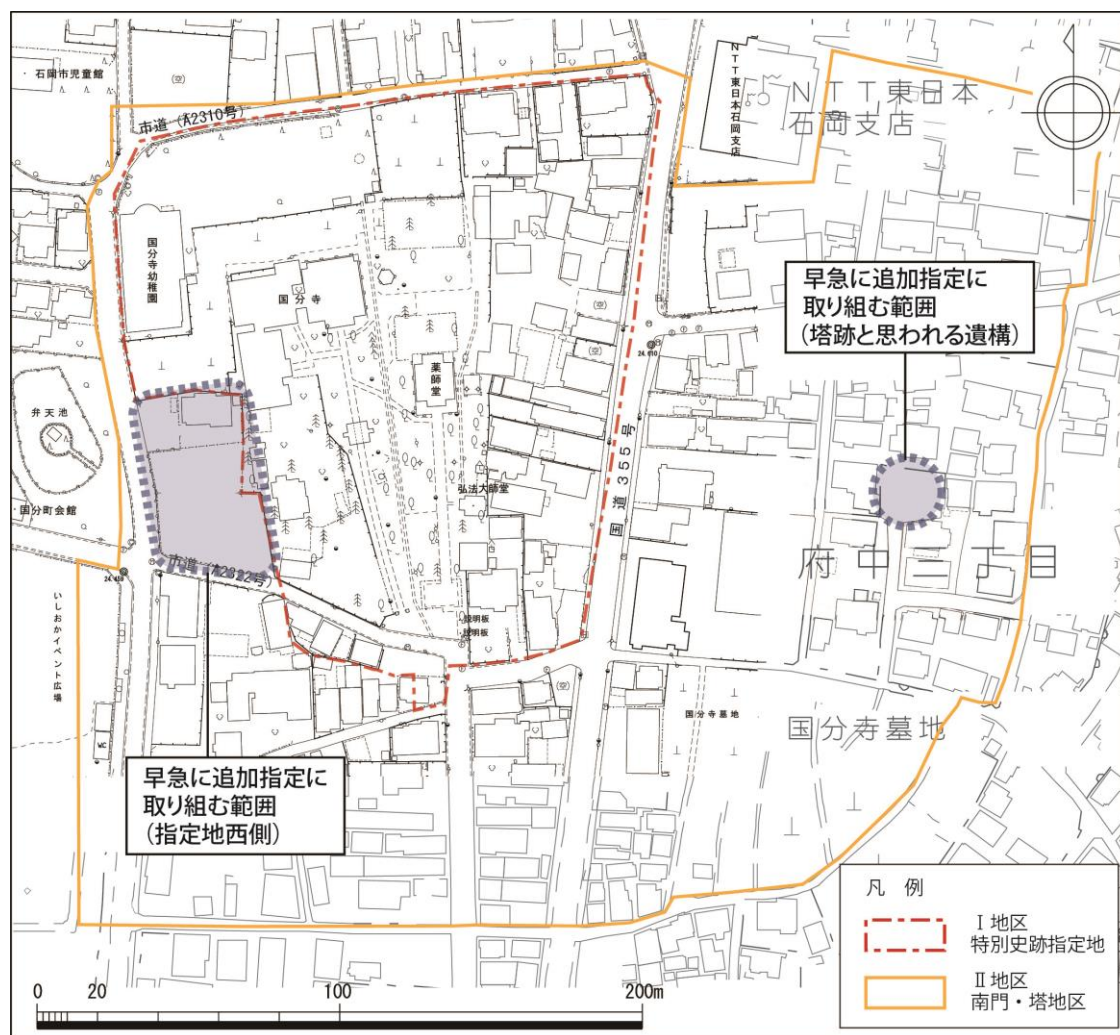 ・石岡市児童館
市道（A2310号）
NTT東日本石岡支店
NTT東日本
石岡支店
国分寺幼稚園
国分寺
薬師堂
早急に追加指定に
取り組む範囲
（塔跡と思われる遺構）
24.610
弁天池
・国分町会館
弘法大師堂
国道355号
府中二丁目
市道（A2322号）
いしおかイベント広場
・説明板
・説明板
国分寺墓地
国分寺墓地
早急に追加指定に
取り組む範囲
（指定地西側）
凡 例
Ⅰ地区
特別史跡指定地
Ⅱ地区
南門・塔地区
0 20 100 200m